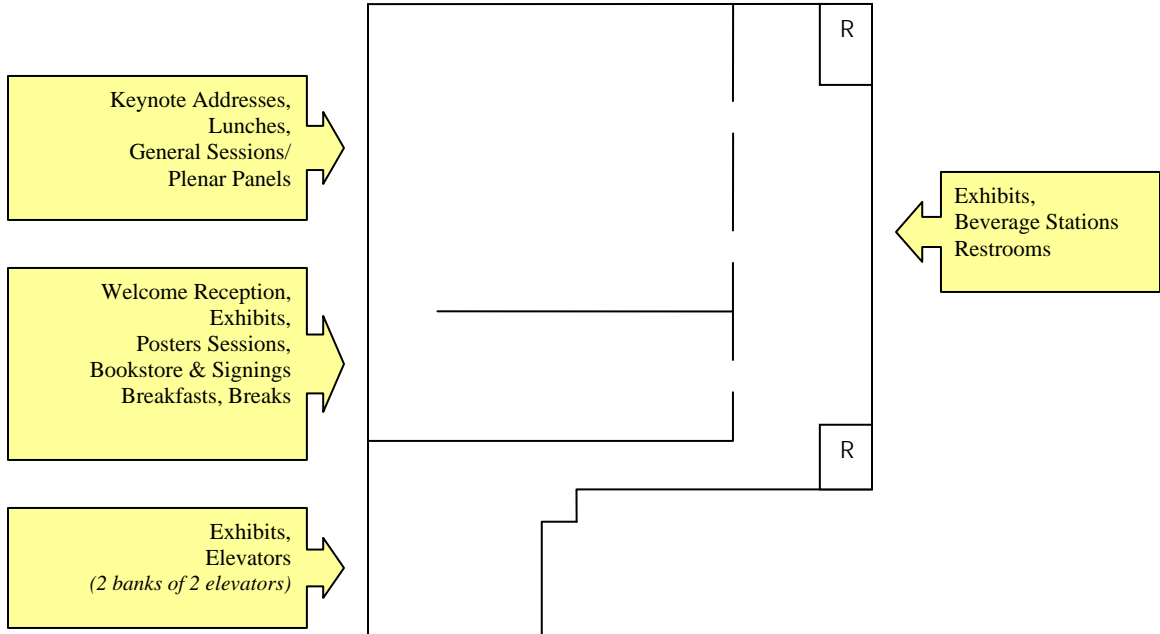 R
Keynote Addresses,
Lunches,
General Sessions/
Plenar Panels
Exhibits,
Beverage Stations
Restrooms
Welcome Reception,
Exhibits,
Posters Sessions,
Bookstore & Signings
Breakfasts, Breaks
R
Exhibits,
Elevators
(2 banks of 2 elevators)